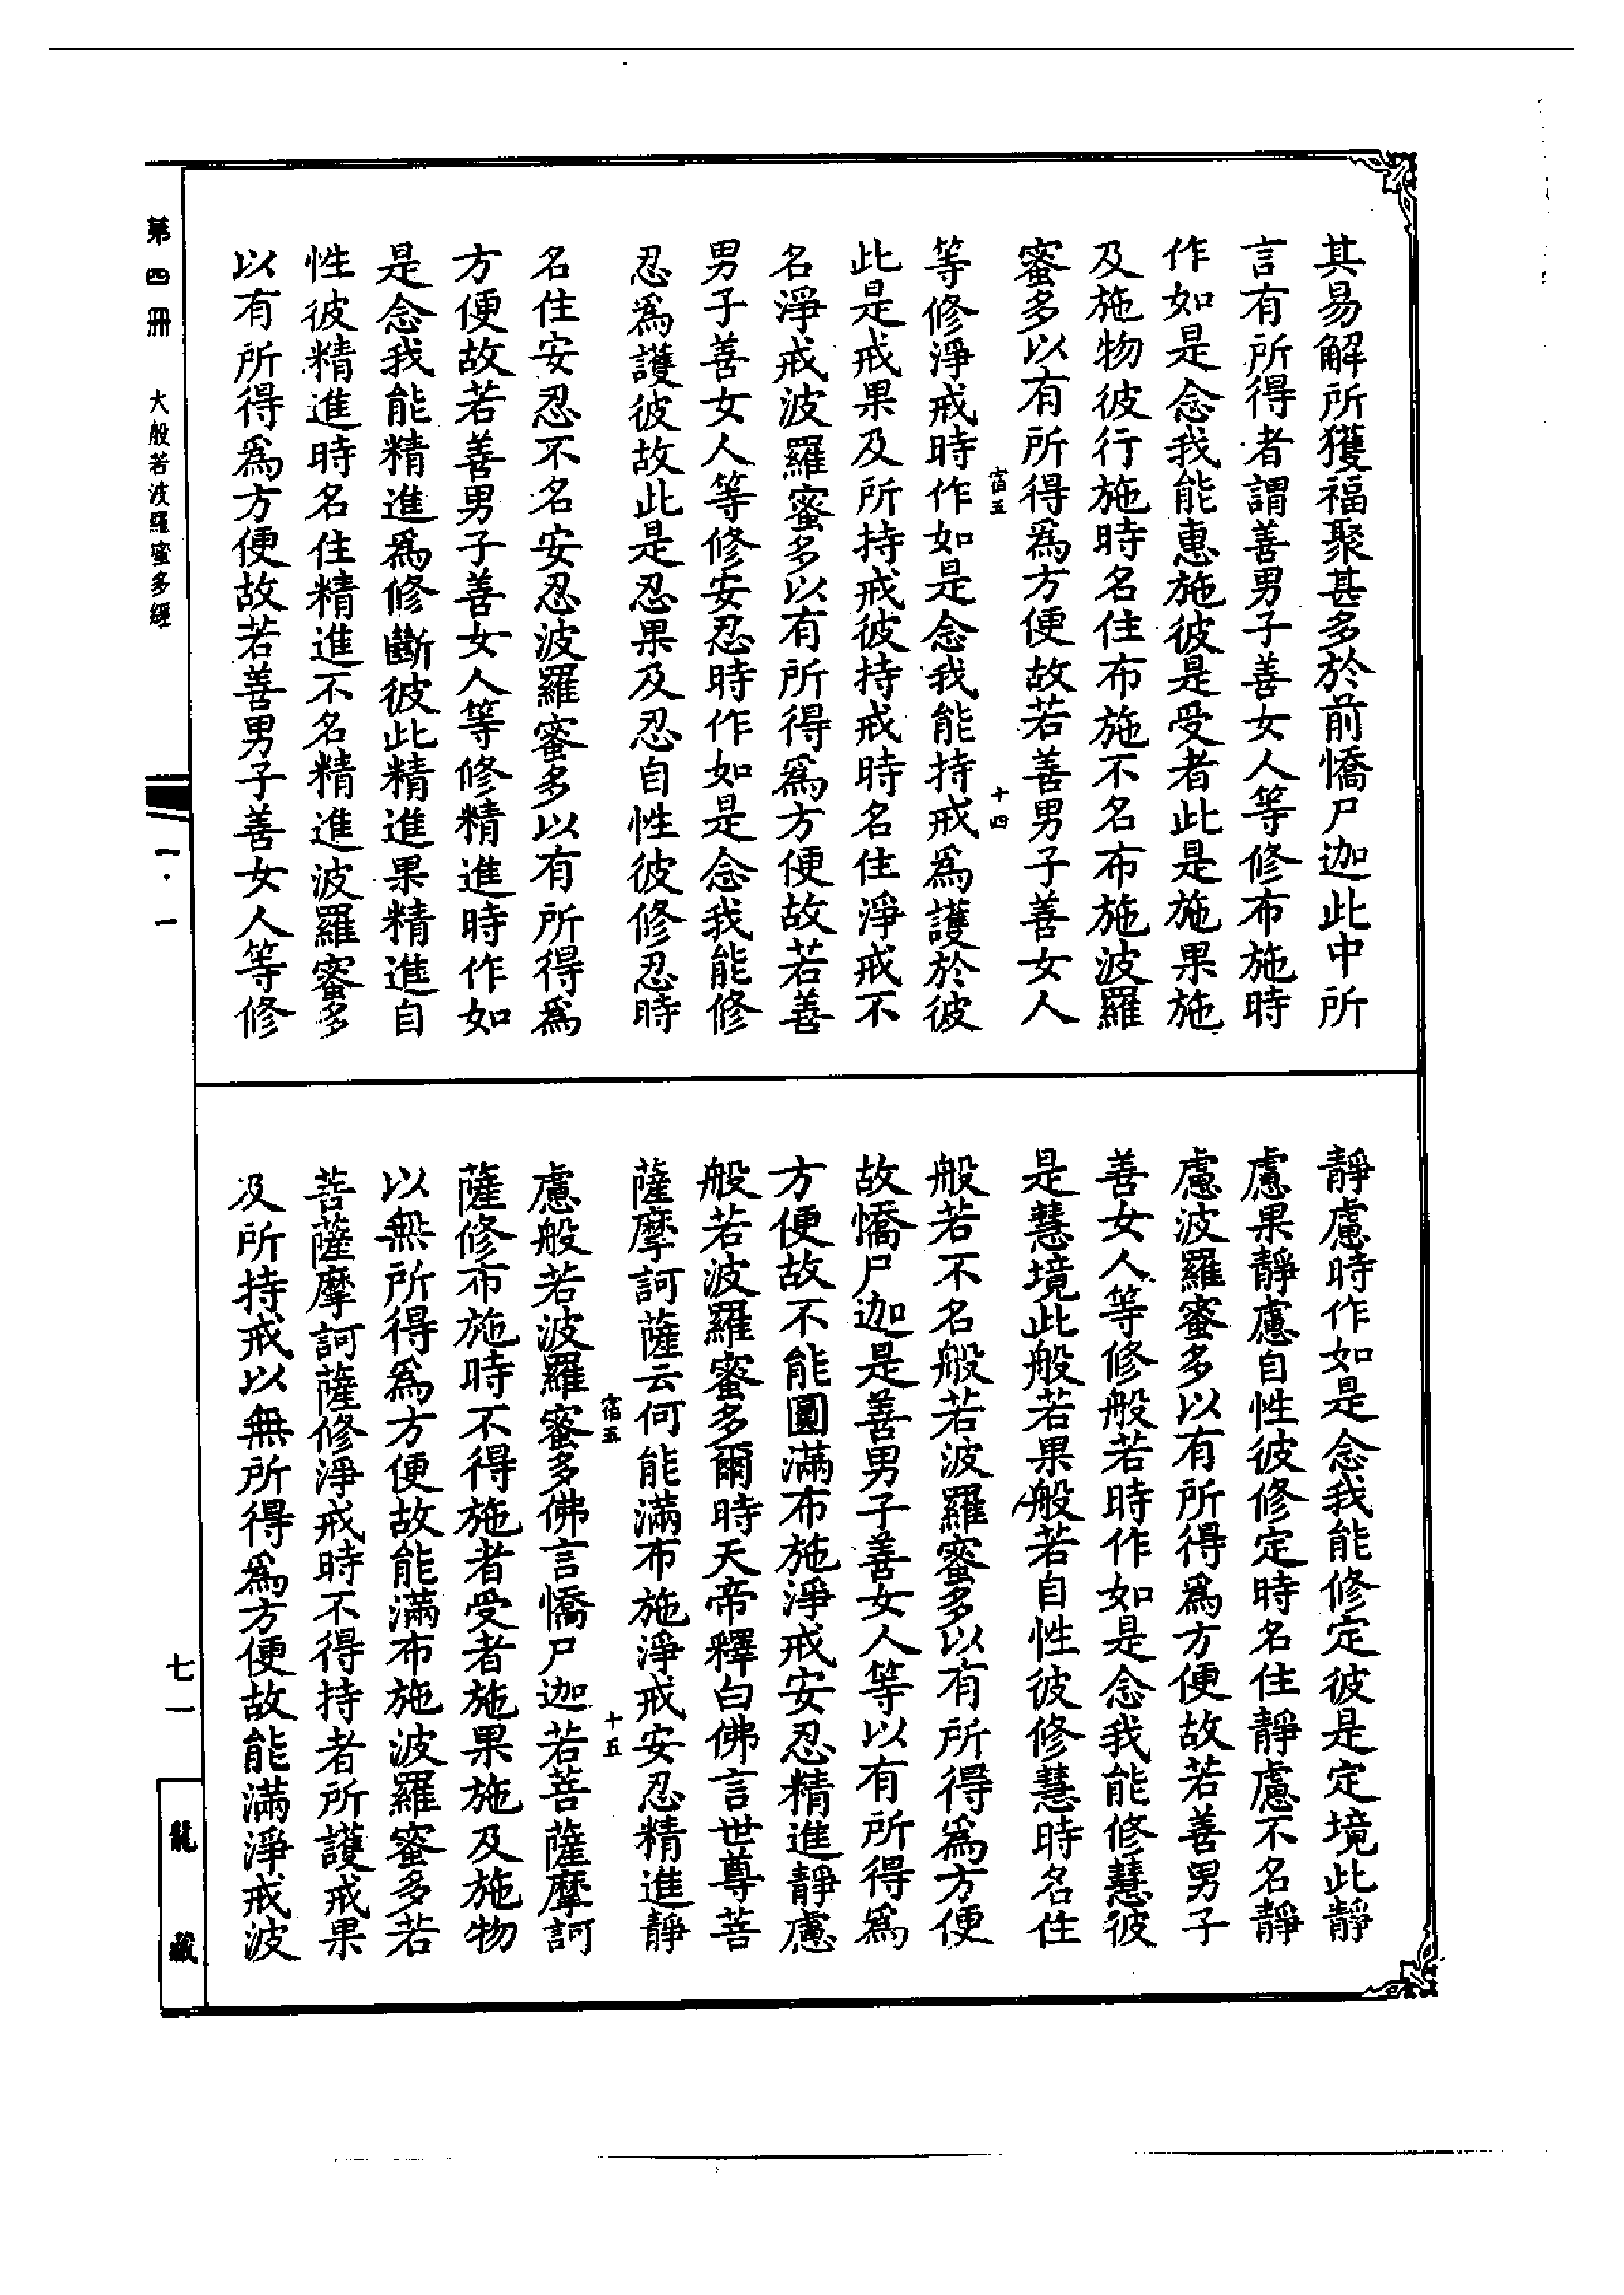 其易解所獲福聚甚多於前憍尸迦此中所
言有所得者謂善男子善女人等修布施時
作如是念我能惠施彼是受者此是施果施
及施物彼行施時名住布施不名布施波羅
蜜多以有所得爲方便故若善男子善女人
宿五
十四
等修淨戒時作如是念我能持戒爲護於彼
此是戒果及所持戒彼持戒時名住淨戒不
名淨戒波羅蜜多以有所得爲方便故若善
男子善女人等修安忍時作如是念我能修
忍爲護彼故此是忍果及忍自性彼修忍時
名住安忍不名安忍波羅蜜多以有所得爲
方便故若善男子善女人等修精進時作如
是念我能精進爲修斷彼此精進果精進自
性彼精進時名住精進不名精進波羅蜜多
以有所得爲方便故若善男子善女人等修
靜慮時作如是念我能修定彼是定境此靜
慮果靜慮自性彼修定時名住靜慮不名靜
慮波羅蜜多以有所得爲方便故若善男子
善女人等修般若時作如是念我能修慧彼
是慧境此般若果般若自性彼修慧時名住
般若不名般若波羅蜜多以有所得爲方便
故憍尸迦是善男子善女人等以有所得爲
方便故不能圓滿布施淨戒安忍精進靜慮
般若波羅蜜多爾時天帝釋白佛言世尊菩
薩摩訶薩云何能滿布施淨戒安忍精進靜
宿五
十五
慮般若波羅蜜多佛言憍尸迦若菩薩摩訶
薩修布施時不得施者受者施果施及施物
以無所得爲方便故能滿布施波羅蜜多若
菩薩摩訶薩修淨戒時不得持者所護戒果
及所持戒以無所得爲方便故能滿淨戒波
第四冊
大般若波羅蜜多經
一·一
七一
龍藏